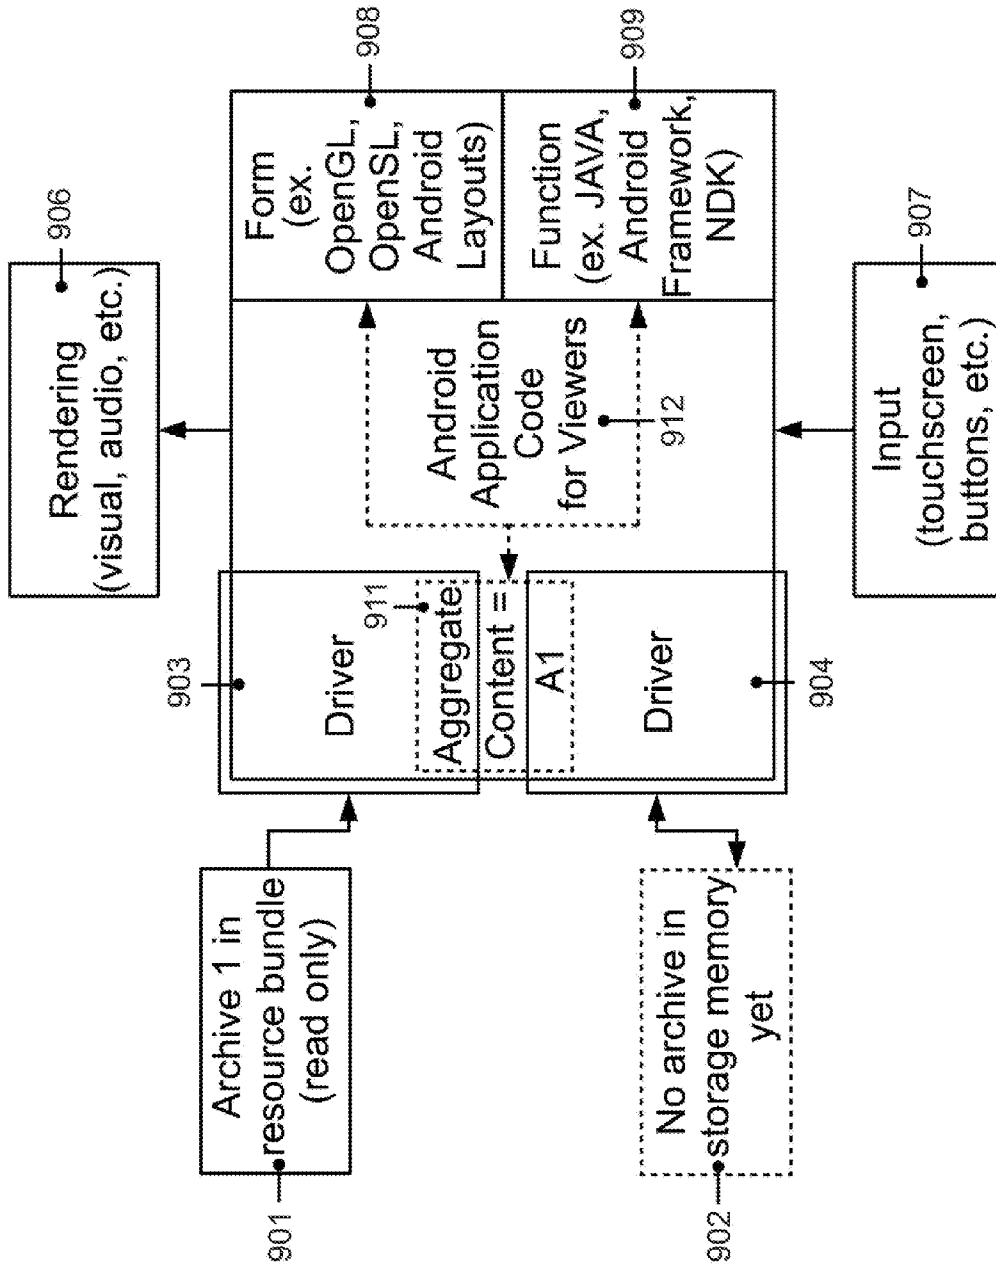 901
Archive 1 in
resource bundle
(read only)
903
Driver
911
Aggregate
Content =
A1
906
Rendering
(visual, audio, etc.)
Android
Application
Code
for Viewers
912
Form
(ex.
OpenGL,
OpenSL,
Android
Layouts)
908
Function
(ex. JAVA,
Android
Framework,
NDK)
909
902
No archive in
storage memory
yet
Driver
904
Input
(touchscreen,
buttons, etc.)
907